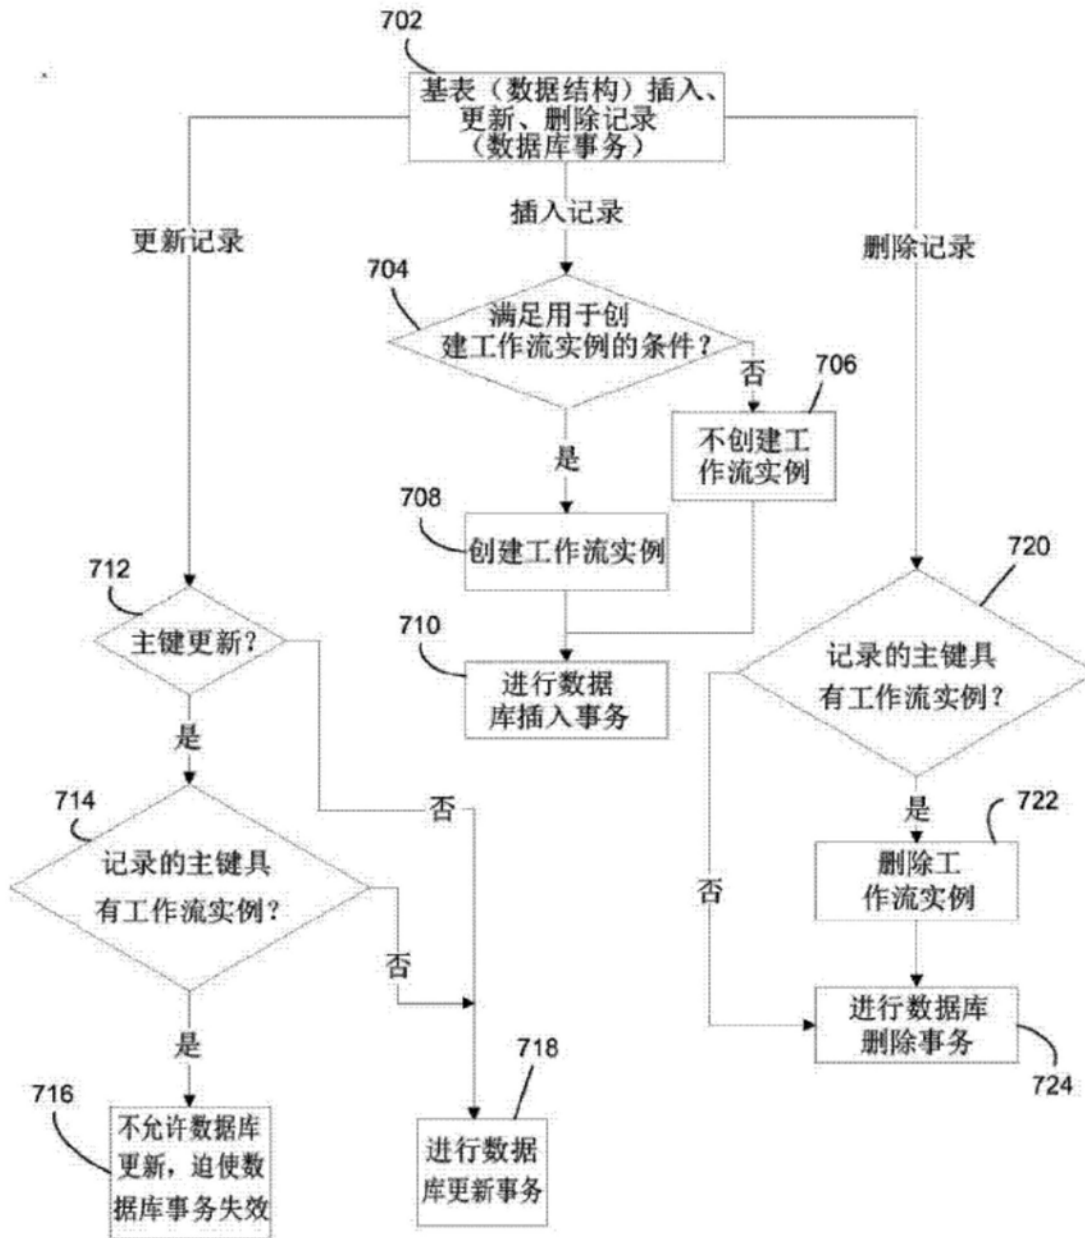 702
基表（数据结构）插入、
更新、删除记录
（数据库事务）
更新记录
插入记录
删除记录
704
满足用于创
建工作流实例的条件？
否
706
不创建工
作流实例
是
708
创建工作流实例
710
进行数据
库插入事务
712
主键更新？
是
否
714
记录的主键具
有工作流实例？
否
是
716
不允许数据库
更新，迫使数
据库事务失效
718
进行数据
库更新事务
720
记录的主键具
有工作流实例？
是
否
722
删除工
作流实例
进行数据库
删除事务
724